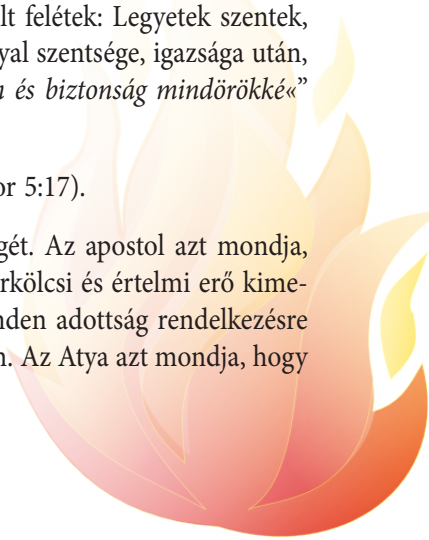 lt felétek: Legyetek szentek,
yal szentsége, igazsága után,
és biztonság mindörökké«”
or 5:17).
gét. Az apostol azt mondja,
rkölcsi és értelmi erő kime-
nden adottság rendelkezésre
n. Az Atya azt mondja, hogy